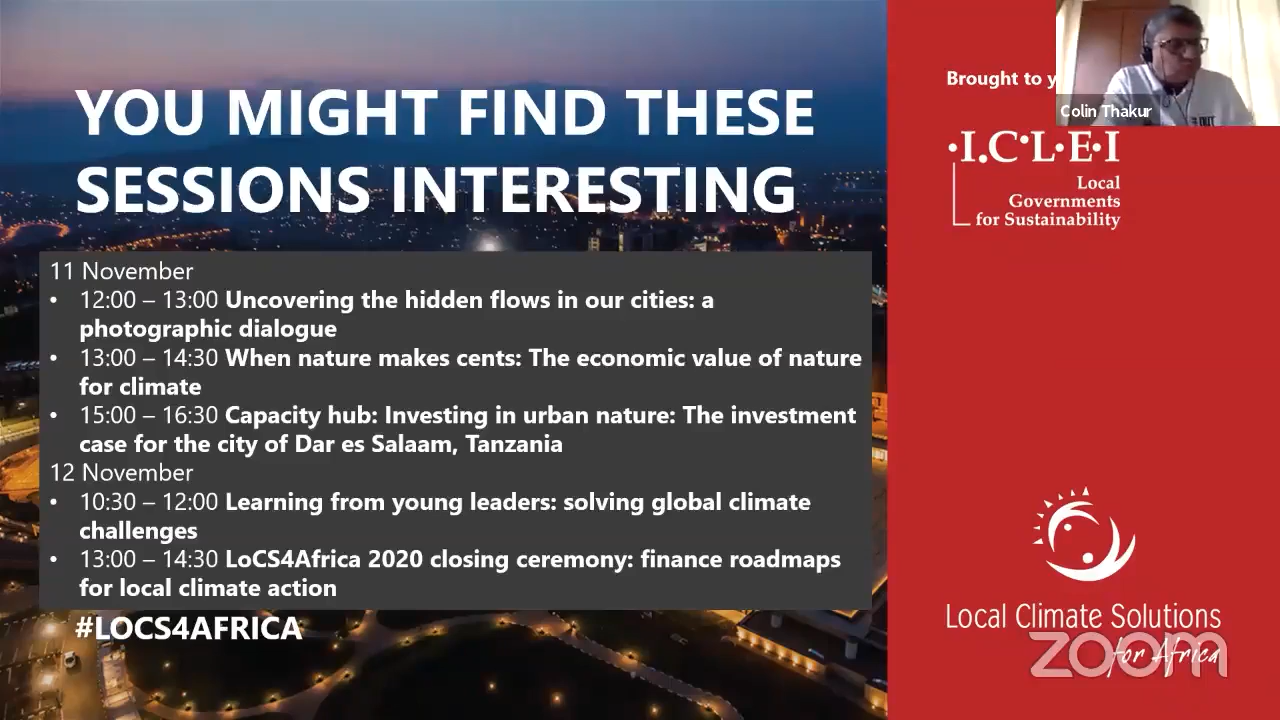 YOU MIGHT FIND THESE
SESSIONS INTERESTING
11 November
• 12:00 – 13:00 Uncovering the hidden flows in our cities: a
photographic dialogue
• 13:00 – 14:30 When nature makes cents: The economic value of nature
for climate
• 15:00 – 16:30 Capacity hub: Investing in urban nature: The investment
case for the city of Dar es Salaam, Tanzania
12 November
• 10:30 – 12:00 Learning from young leaders: solving global climate
challenges
• 13:00 – 14:30 LoCS4Africa 2020 closing ceremony: finance roadmaps
for local climate action
#LOCS4AFRICA
Brought to y
Colin Thakur
•I.C•L•E•I
Local
Governments
for Sustainability
Local Climate Solutions
for Africa
zoom